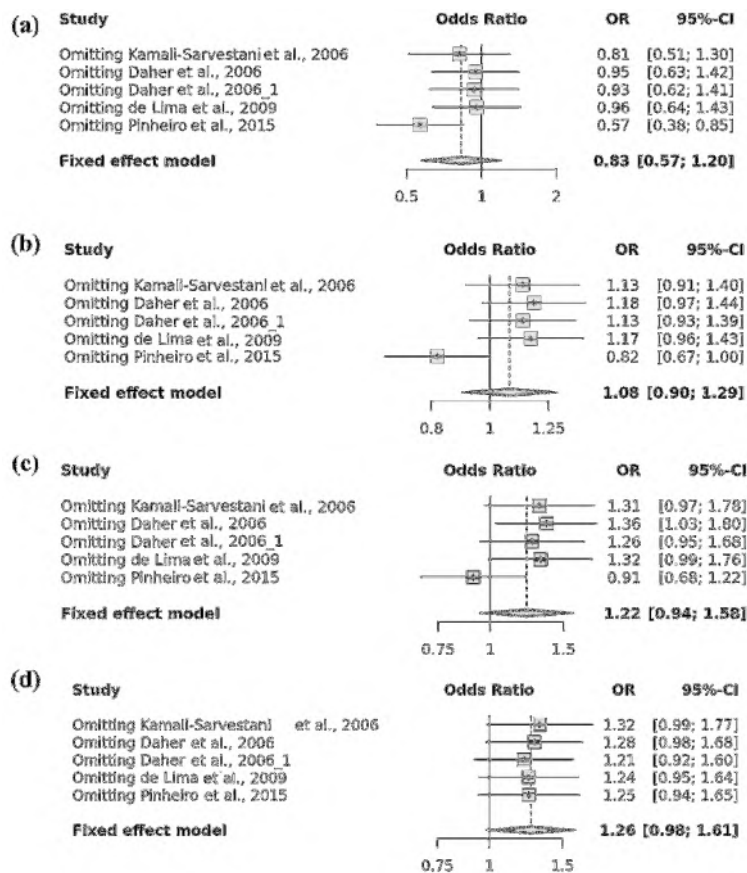 (a) Study Odds Ratio OR 95%-CI
Omitting Kamali-Sarvestani et al., 2006 0.81 [0.51; 1.30]
Omitting Daher et al., 2006 0.95 [0.63; 1.42]
Omitting Daher et al., 2006_1 0.93 [0.62; 1.41]
Omitting de Lima et al., 2009 0.96 [0.64; 1.43]
Omitting Pinheiro et al., 2015 0.57 [0.38; 0.85]
Fixed effect model 0.83 [0.57; 1.20]
0.5 1 2
(b) Study Odds Ratio OR 95%-CI
Omitting Kamali-Sarvestani et al., 2006 1.13 [0.91; 1.40]
Omitting Daher et al., 2006 1.18 [0.97; 1.44]
Omitting Daher et al., 2006_1 1.13 [0.93; 1.39]
Omitting de Lima et al., 2009 1.17 [0.96; 1.43]
Omitting Pinheiro et al., 2015 0.82 [0.67; 1.00]
Fixed effect model 1.08 [0.90; 1.29]
0.8 1 1.25
(c) Study Odds Ratio OR 95%-CI
Omitting Kamali-Sarvestani et al., 2006 1.31 [0.97; 1.78]
Omitting Daher et al., 2006 1.36 [1.03; 1.80]
Omitting Daher et al., 2006_1 1.26 [0.95; 1.68]
Omitting de Lima et al., 2009 1.32 [0.99; 1.76]
Omitting Pinheiro et al., 2015 0.91 [0.68; 1.22]
Fixed effect model 1.22 [0.94; 1.58]
0.75 1 1.5
(d) Study Odds Ratio OR 95%-CI
Omitting Kamali-Sarvestani et al., 2006 1.32 [0.99; 1.77]
Omitting Daher et al., 2006 1.28 [0.98; 1.68]
Omitting Daher et al., 2006_1 1.21 [0.92; 1.60]
Omitting de Lima et al., 2009 1.24 [0.95; 1.64]
Omitting Pinheiro et al., 2015 1.25 [0.94; 1.65]
Fixed effect model 1.26 [0.98; 1.61]
0.75 1 1.5